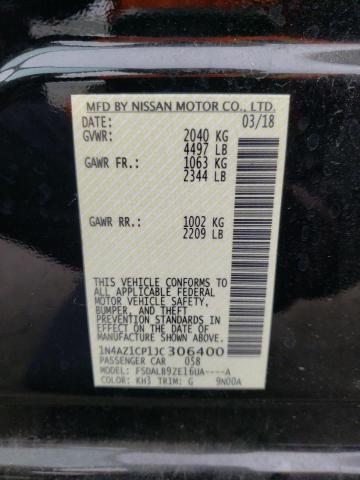 MFD BY NISSAN MOTOR CO., LTD.
DATE: 03/18
GVWR: 2040 KG
4497 LB
GAWR FR.: 1063 KG
2344 LB
GAWR RR.: 1002 KG
2209 LB
THIS VEHICLE CONFORMS TO
ALL APPLICABLE FEDERAL
MOTOR VEHICLE SAFETY,
BUMPER, AND THEFT
PREVENTION STANDARDS
IN EFFECT ON THE DATE OF
MANUFACTURE SHOWN ABOVE.
1N4AZ1CP1JC306400
PASSENGER CAR 058
MODEL: FSDALB9ZE16UA----A
COLOR: KH3 TRIM: G 9N00A